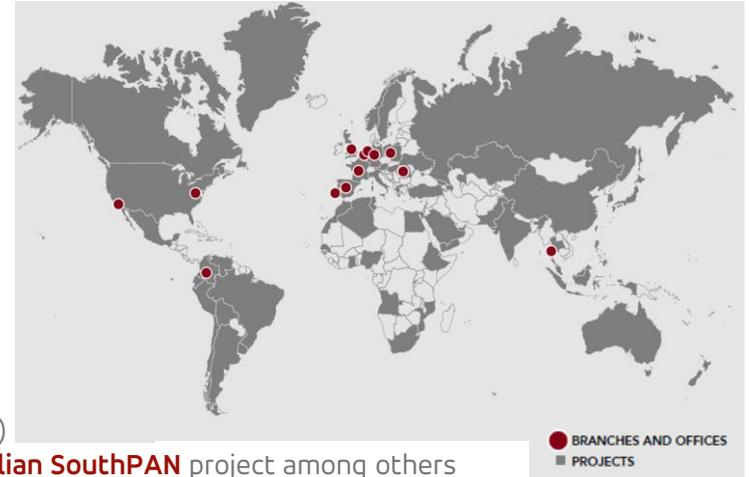 )
lian SouthPAN project among others
BRANCHES AND OFFICES
PROJECTS